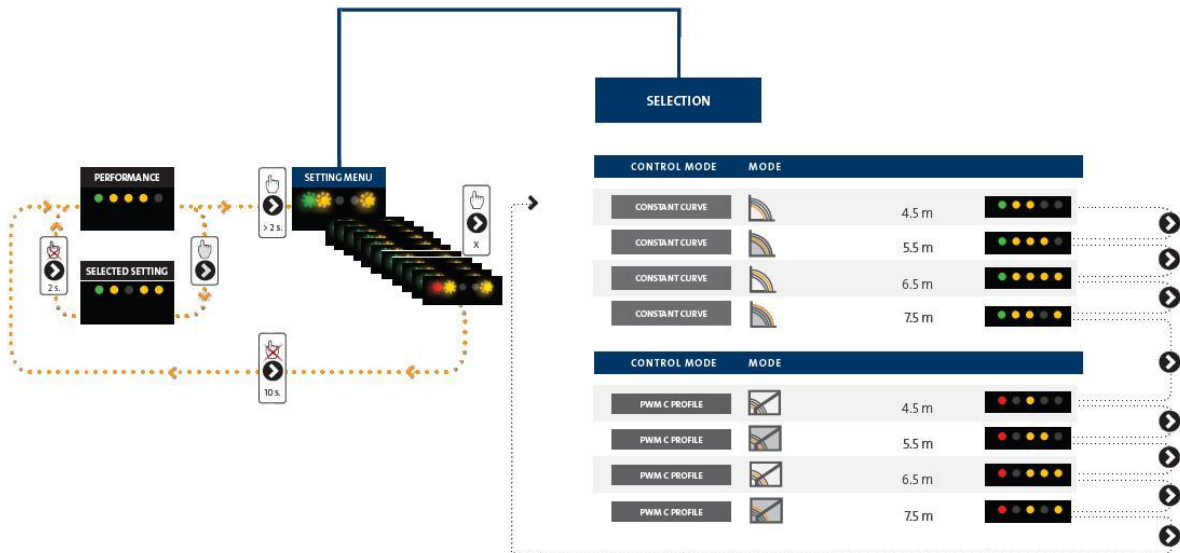 SELECTION
PERFORMANCE
SETTING MENU
> 2 s.
X
SELECTED SETTING
2 s.
10 s.
CONTROL MODE MODE
CONSTANT CURVE 4.5 m
CONSTANT CURVE 5.5 m
CONSTANT CURVE 6.5 m
CONSTANT CURVE 7.5 m
CONTROL MODE MODE
PWM C PROFILE 4.5 m
PWM C PROFILE 5.5 m
PWM C PROFILE 6.5 m
PWM C PROFILE 7.5 m